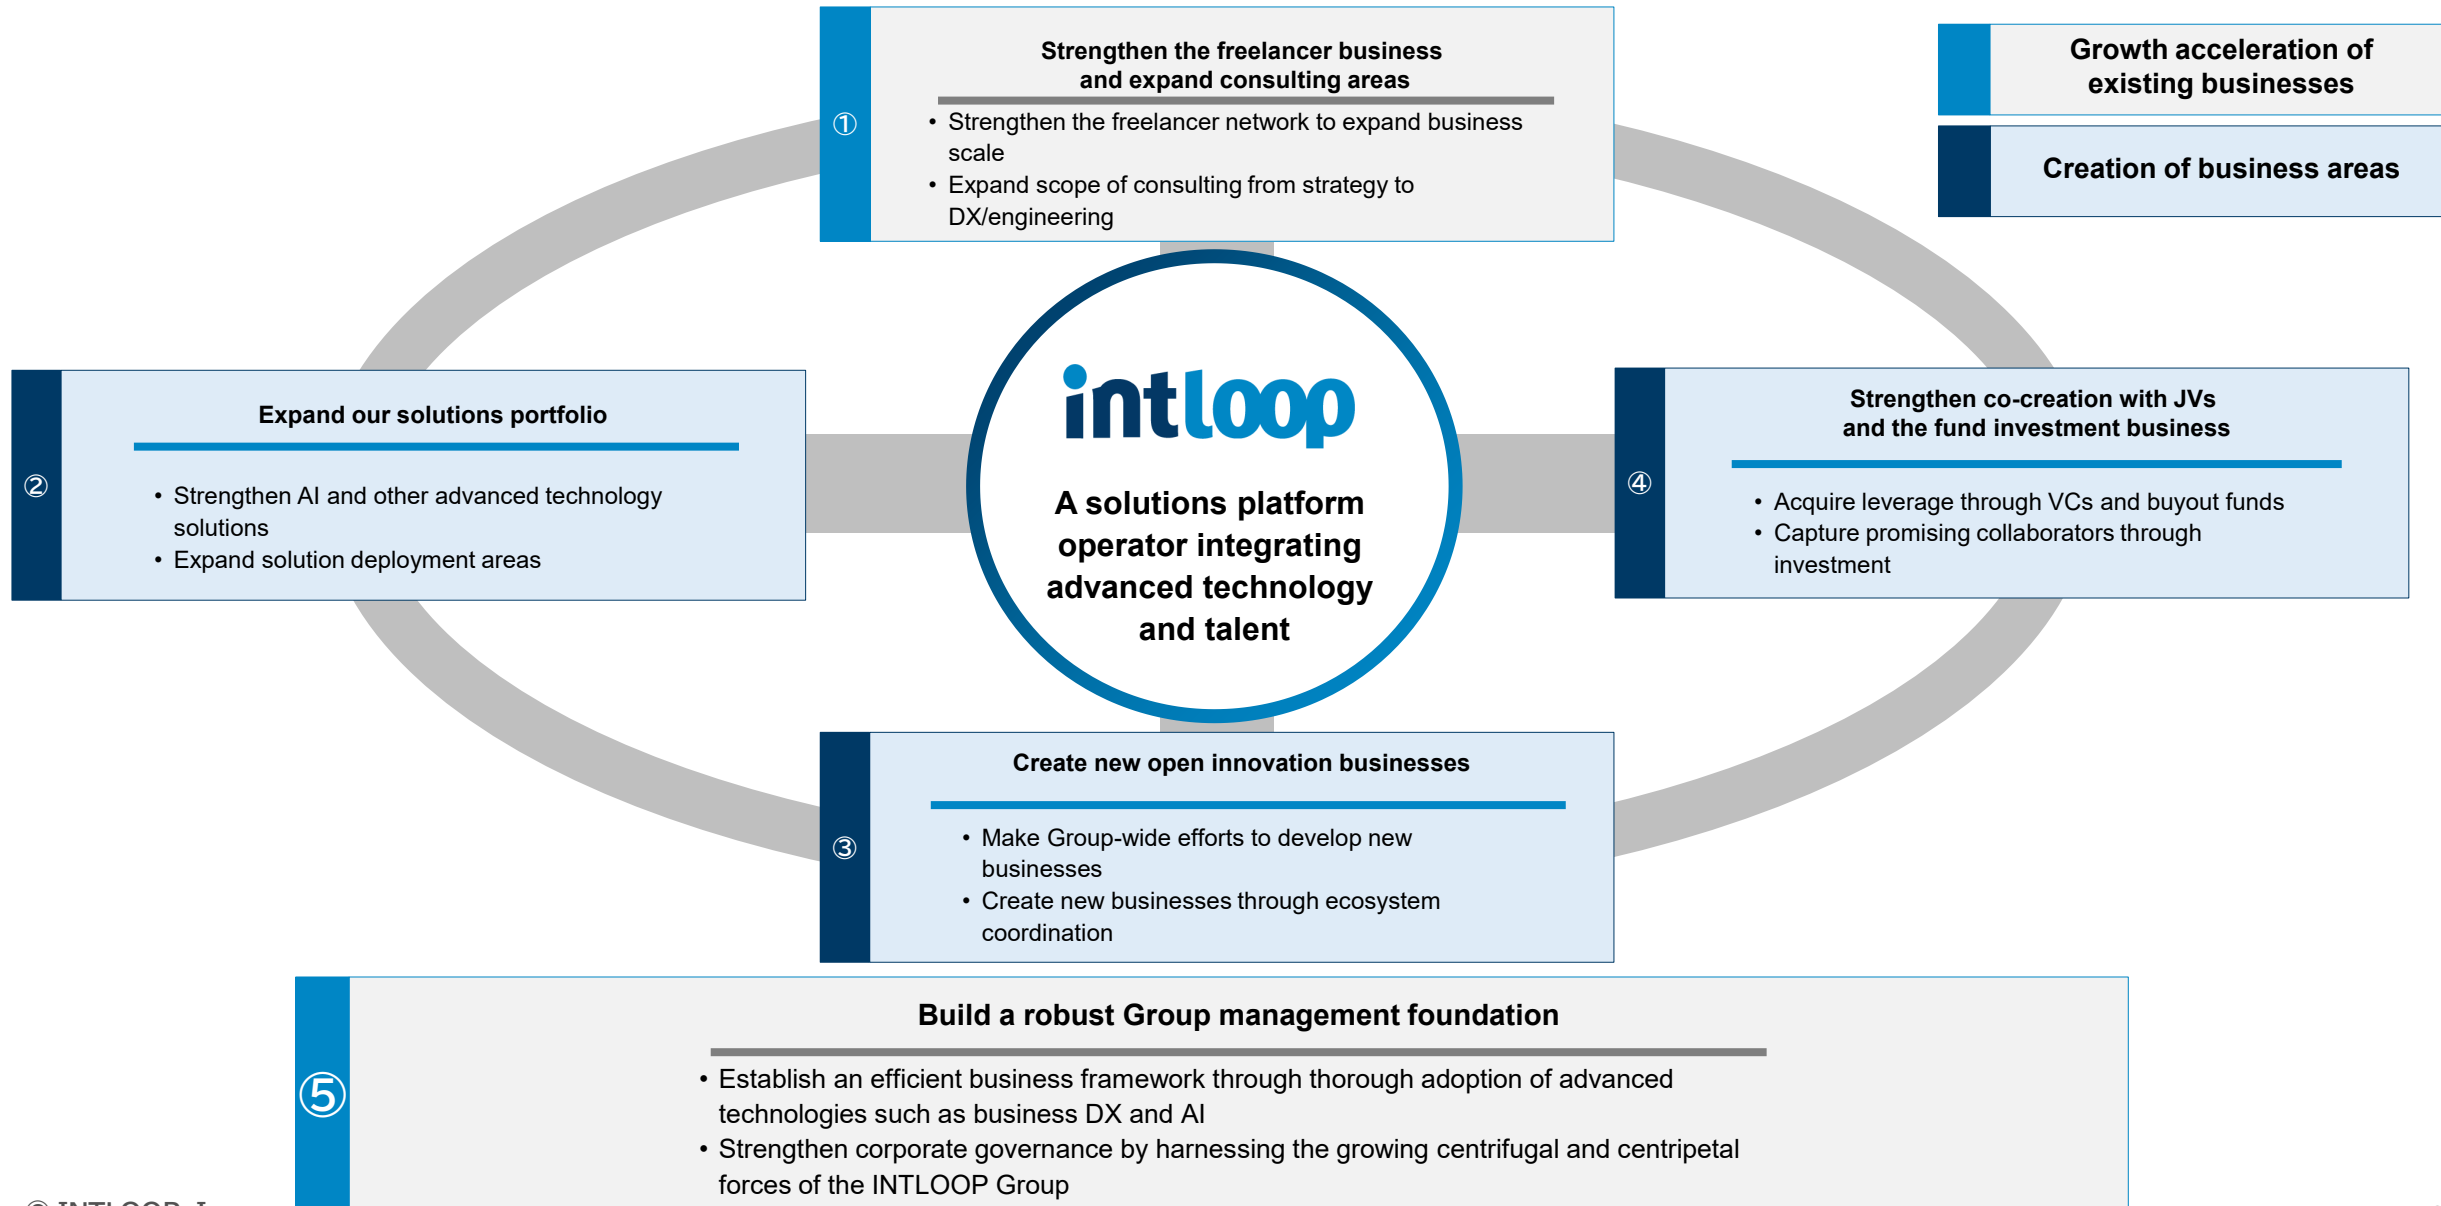 ①
Strengthen the freelancer business
and expand consulting areas
• Strengthen the freelancer network to expand business
scale
• Expand scope of consulting from strategy to
DX/engineering
Growth acceleration of
existing businesses
Creation of business areas
②
Expand our solutions portfolio
• Strengthen AI and other advanced technology
solutions
• Expand solution deployment areas
intloop
A solutions platform
operator integrating
advanced technology
and talent
④
Strengthen co-creation with JVs
and the fund investment business
• Acquire leverage through VCs and buyout funds
• Capture promising collaborators through
investment
③
Create new open innovation businesses
• Make Group-wide efforts to develop new
businesses
• Create new businesses through ecosystem
coordination
⑤
Build a robust Group management foundation
• Establish an efficient business framework through thorough adoption of advanced
technologies such as business DX and AI
• Strengthen corporate governance by harnessing the growing centrifugal and centripetal
forces of the INTLOOP Group
© INTLOOP